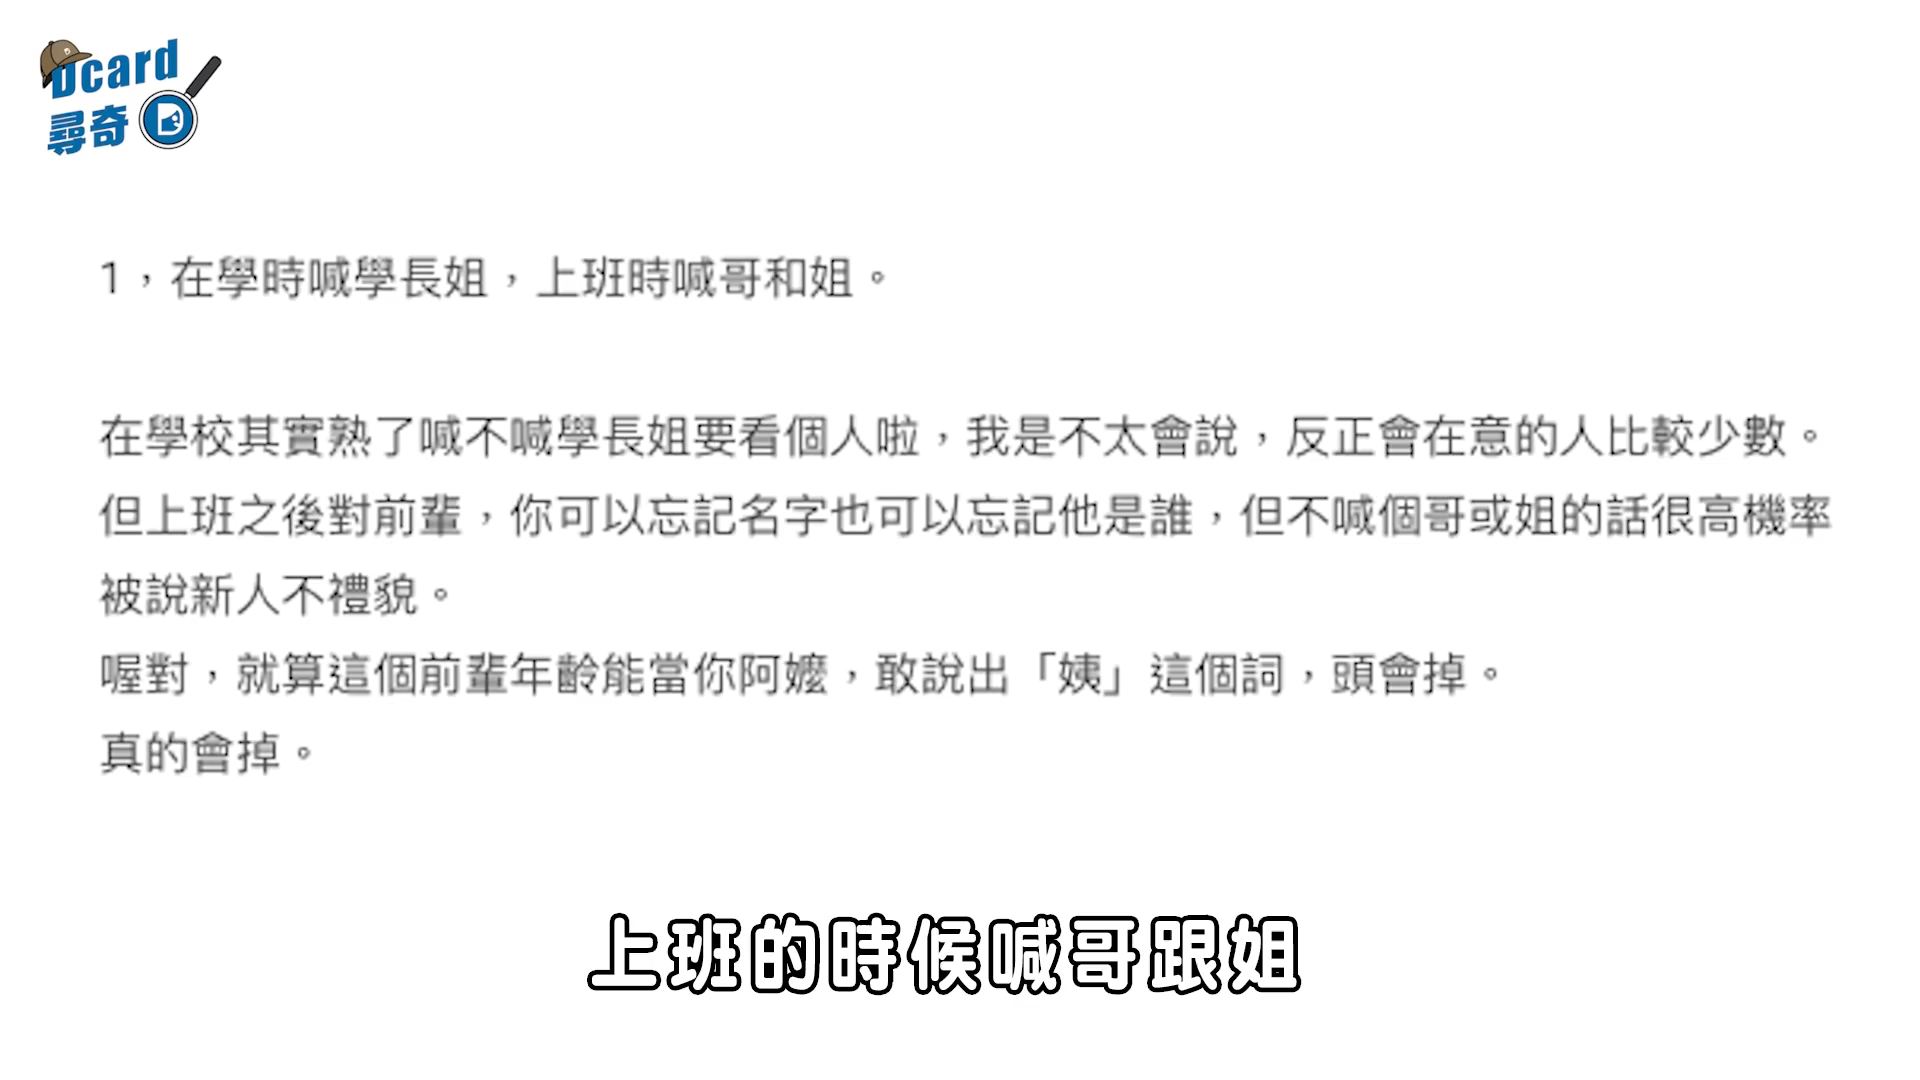 Dcard
尋奇
1，在學時喊學長姐，上班時喊哥和姐。
在學校其實熟了喊不喊學長姐要看個人啦，我是不太會說，反正會在意的人比較少數。
但上班之後對前輩，你可以忘記名字也可以忘記他是誰，但不喊個哥或姐的話很高機率
被說新人不禮貌。
喔對，就算這個前輩年齡能當你阿嬤，敢說出「姨」這個詞，頭會掉。
真的會掉。
上班的時候喊哥跟姐